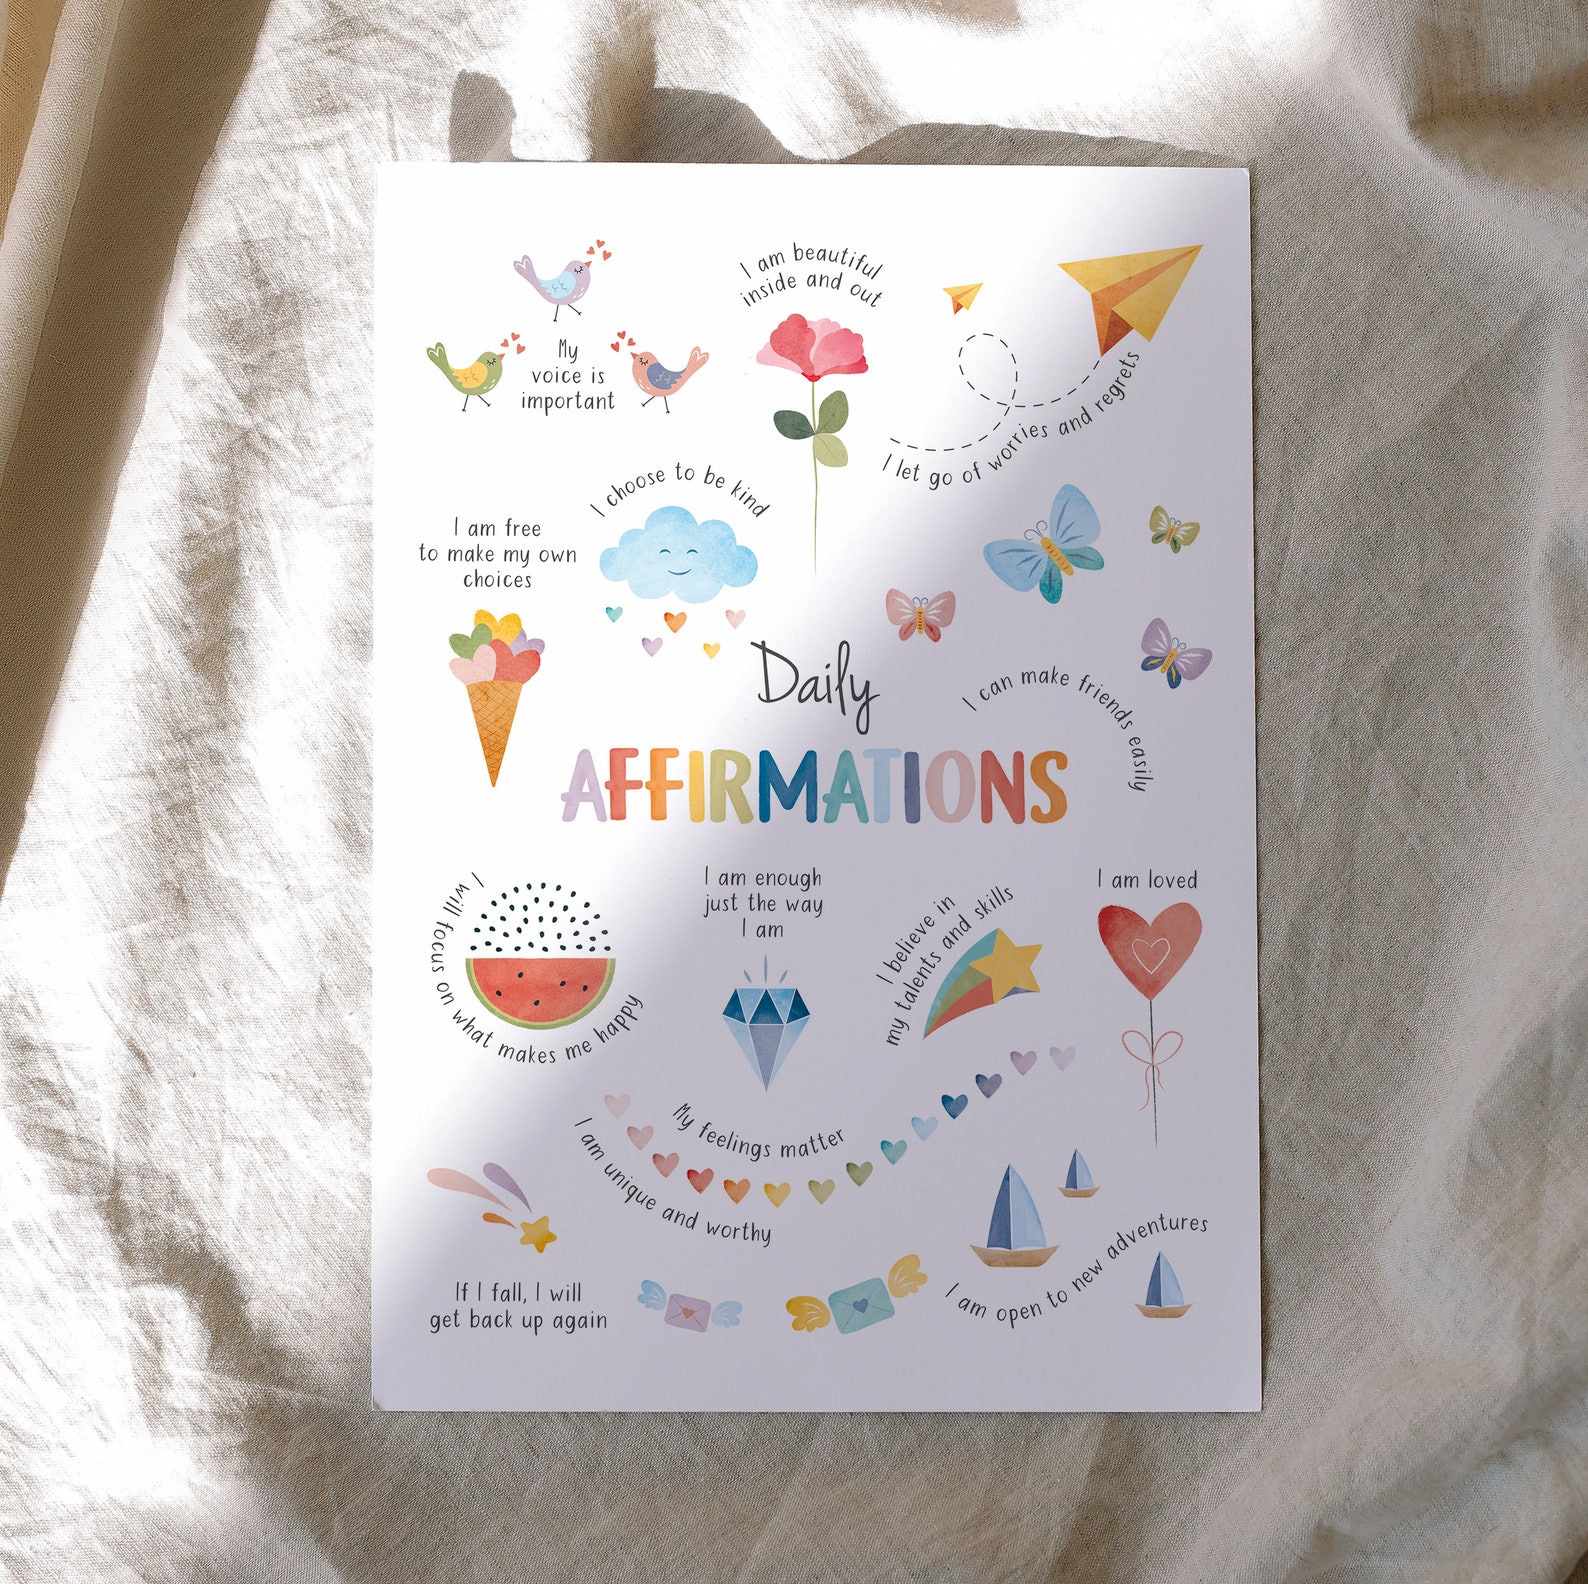 My
voice is
important
I am beautiful
inside and out
I let go of worries and regrets
I choose to be kind
I am free
to make my own
choices
I can make friends easily
Daily
AFFIRMATIONS
I will focus on what makes me happy
I am enough
just the way
I am
I believe in
my talents and skills
I am loved
My feelings matter
I am unique and worthy
If I fall, I will
get back up again
I am open to new adventures